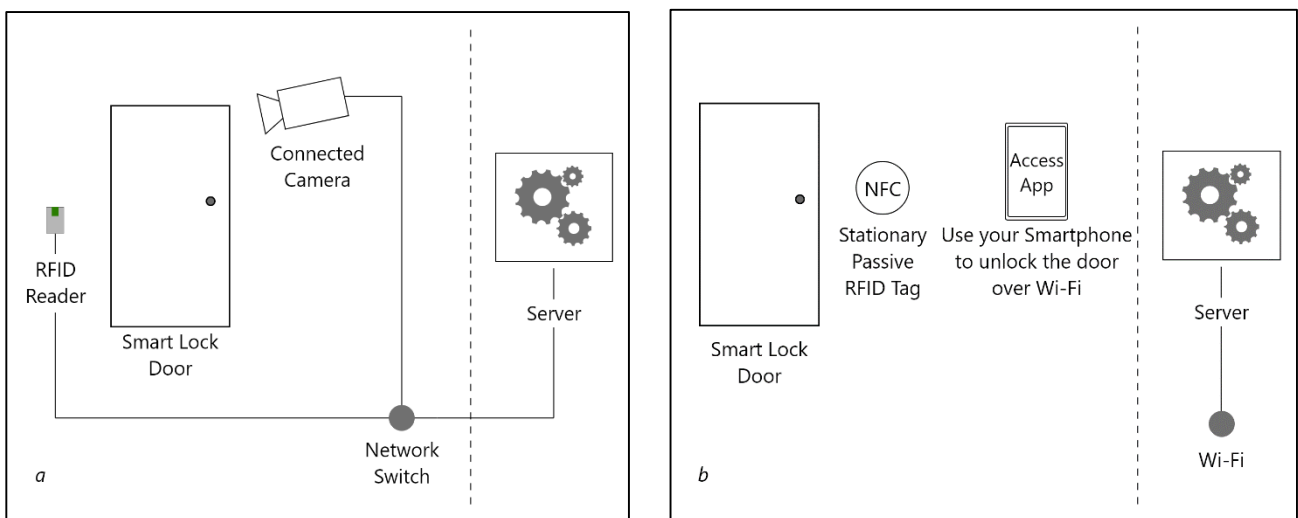 Connected
Camera
RFID
Reader
Server
Smart Lock
Door
Network
Switch
a
NFC
Access
App
Stationary
Passive
RFID Tag
Use your Smartphone
to unlock the door
over Wi-Fi
Server
Smart Lock
Door
Wi-Fi
b